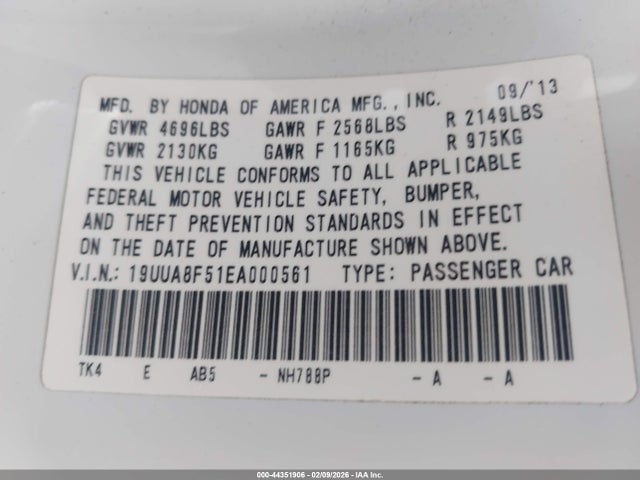 MFD. BY HONDA OF AMERICA MFG., INC. 09/'13
GVWR 4696LBS GAWR F 2568LBS R 2149LBS
GVWR 2130KG GAWR F 1165KG R 975KG
THIS VEHICLE CONFORMS TO ALL APPLICABLE
FEDERAL MOTOR VEHICLE SAFETY, BUMPER,
AND THEFT PREVENTION STANDARDS IN EFFECT
ON THE DATE OF MANUFACTURE SHOWN ABOVE.
V.I.N.: 19UUA8F51EA000561 TYPE: PASSENGER CAR
TK4 E AB5 - NH788P - A - A
000-44351906 - 02/09/2026 - IAA Inc.